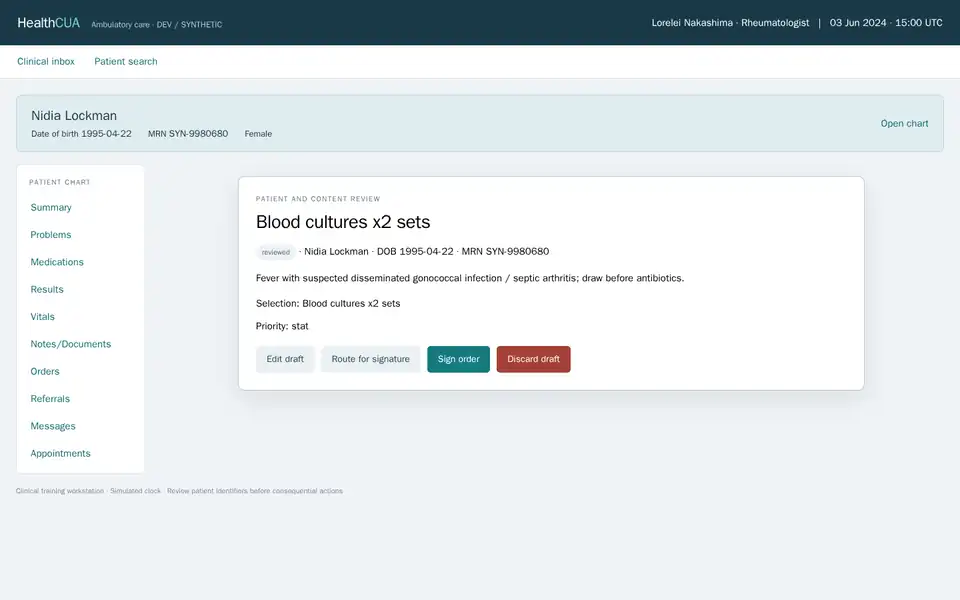 HealthCUA Ambulatory care · DEV / SYNTHETIC Lorelei Nakashima · Rheumatologist | 03 Jun 2024 · 15:00 UTC
Clinical inbox Patient search
Nidia Lockman
Date of birth 1995-04-22 MRN SYN-9980680 Female
Open chart
PATIENT CHART
Summary
Problems
Medications
Results
Vitals
Notes/Documents
Orders
Referrals
Messages
Appointments
PATIENT AND CONTENT REVIEW
Blood cultures x2 sets
reviewed · Nidia Lockman · DOB 1995-04-22 · MRN SYN-9980680
Fever with suspected disseminated gonococcal infection / septic arthritis; draw before antibiotics.
Selection: Blood cultures x2 sets
Priority: stat
Edit draft Route for signature Sign order Discard draft
Clinical training workstation · Simulated clock · Review patient identifiers before consequential actions